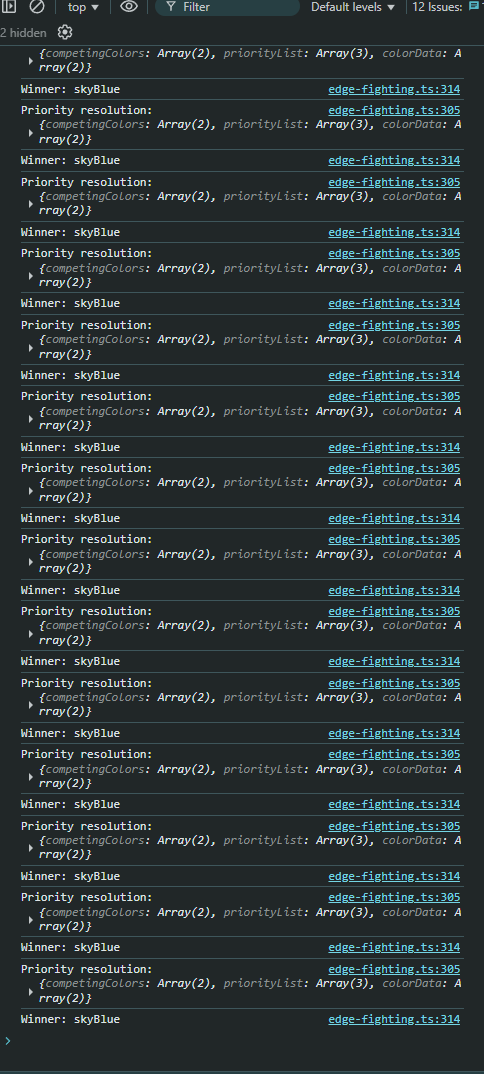 top
Filter
Default levels
12 Issues:
2 hidden
{competingColors: Array(2), priorityList: Array(3), colorData: A
rray(2)}
Winner: skyBlue edge-fighting.ts:314
Priority resolution: edge-fighting.ts:305
{competingColors: Array(2), priorityList: Array(3), colorData: A
rray(2)}
Winner: skyBlue edge-fighting.ts:314
Priority resolution: edge-fighting.ts:305
{competingColors: Array(2), priorityList: Array(3), colorData: A
rray(2)}
Winner: skyBlue edge-fighting.ts:314
Priority resolution: edge-fighting.ts:305
{competingColors: Array(2), priorityList: Array(3), colorData: A
rray(2)}
Winner: skyBlue edge-fighting.ts:314
Priority resolution: edge-fighting.ts:305
{competingColors: Array(2), priorityList: Array(3), colorData: A
rray(2)}
Winner: skyBlue edge-fighting.ts:314
Priority resolution: edge-fighting.ts:305
{competingColors: Array(2), priorityList: Array(3), colorData: A
rray(2)}
Winner: skyBlue edge-fighting.ts:314
Priority resolution: edge-fighting.ts:305
{competingColors: Array(2), priorityList: Array(3), colorData: A
rray(2)}
Winner: skyBlue edge-fighting.ts:314
Priority resolution: edge-fighting.ts:305
{competingColors: Array(2), priorityList: Array(3), colorData: A
rray(2)}
Winner: skyBlue edge-fighting.ts:314
Priority resolution: edge-fighting.ts:305
{competingColors: Array(2), priorityList: Array(3), colorData: A
rray(2)}
Winner: skyBlue edge-fighting.ts:314
Priority resolution: edge-fighting.ts:305
{competingColors: Array(2), priorityList: Array(3), colorData: A
rray(2)}
Winner: skyBlue edge-fighting.ts:314
Priority resolution: edge-fighting.ts:305
{competingColors: Array(2), priorityList: Array(3), colorData: A
rray(2)}
Winner: skyBlue edge-fighting.ts:314
Priority resolution: edge-fighting.ts:305
{competingColors: Array(2), priorityList: Array(3), colorData: A
rray(2)}
Winner: skyBlue edge-fighting.ts:314
Priority resolution: edge-fighting.ts:305
{competingColors: Array(2), priorityList: Array(3), colorData: A
rray(2)}
Winner: skyBlue edge-fighting.ts:314
Priority resolution: edge-fighting.ts:305
{competingColors: Array(2), priorityList: Array(3), colorData: A
rray(2)}
Winner: skyBlue edge-fighting.ts:314